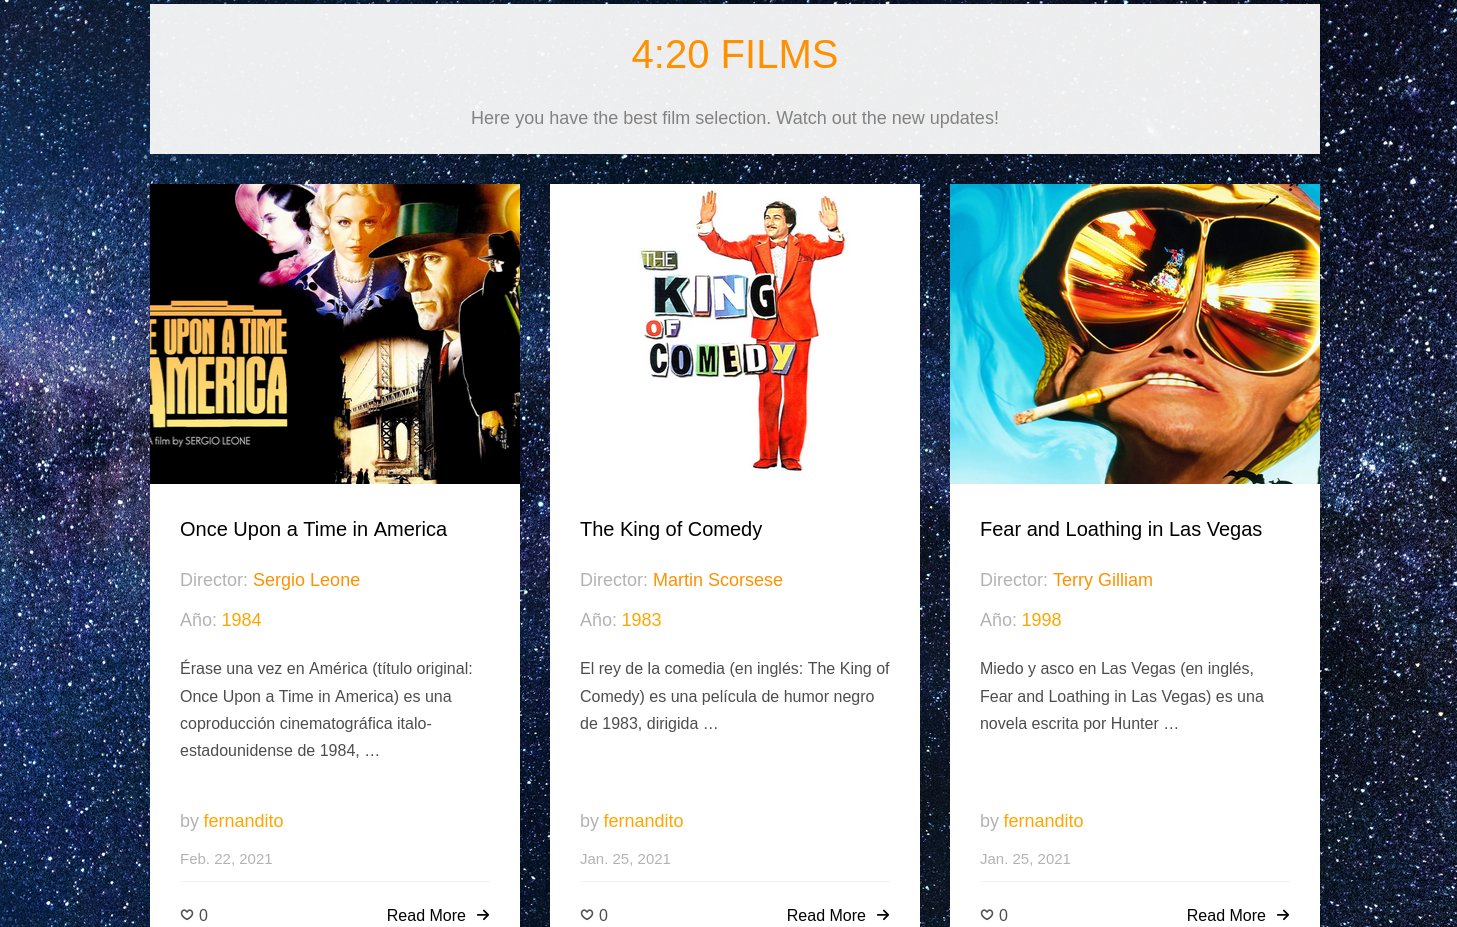 4:20 FILMS
Here you have the best film selection. Watch out the new updates!
E UPON A TIME
AMERICA
A film by SERGIO LEONE
THE
KING
OF
COMEDY
Once Upon a Time in America
Director: Sergio Leone
Año: 1984
Érase una vez en América (título original:
Once Upon a Time in America) es una
coproducción cinematográfica italo-
estadounidense de 1984, …
by fernandito
Feb. 22, 2021
0
Read More
The King of Comedy
Director: Martin Scorsese
Año: 1983
El rey de la comedia (en inglés: The King of
Comedy) es una película de humor negro
de 1983, dirigida …
by fernandito
Jan. 25, 2021
0
Read More
Fear and Loathing in Las Vegas
Director: Terry Gilliam
Año: 1998
Miedo y asco en Las Vegas (en inglés,
Fear and Loathing in Las Vegas) es una
novela escrita por Hunter …
by fernandito
Jan. 25, 2021
0
Read More